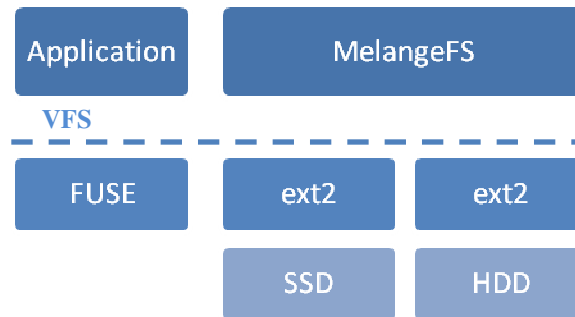 Application
MelangeFS
VFS
FUSE
ext2
ext2
SSD
HDD